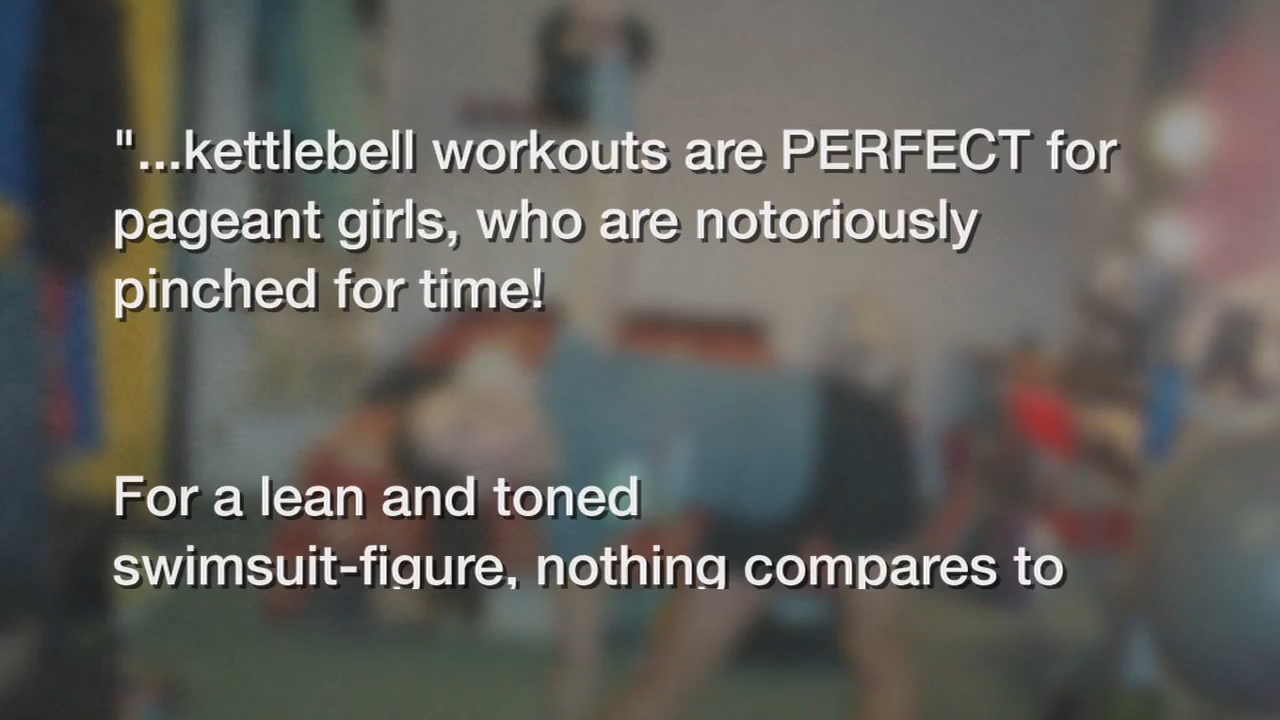 "...kettlebell workouts are PERFECT for
pageant girls, who are notoriously
pinched for time!
For a lean and toned
swimsuit-figure, nothing compares to